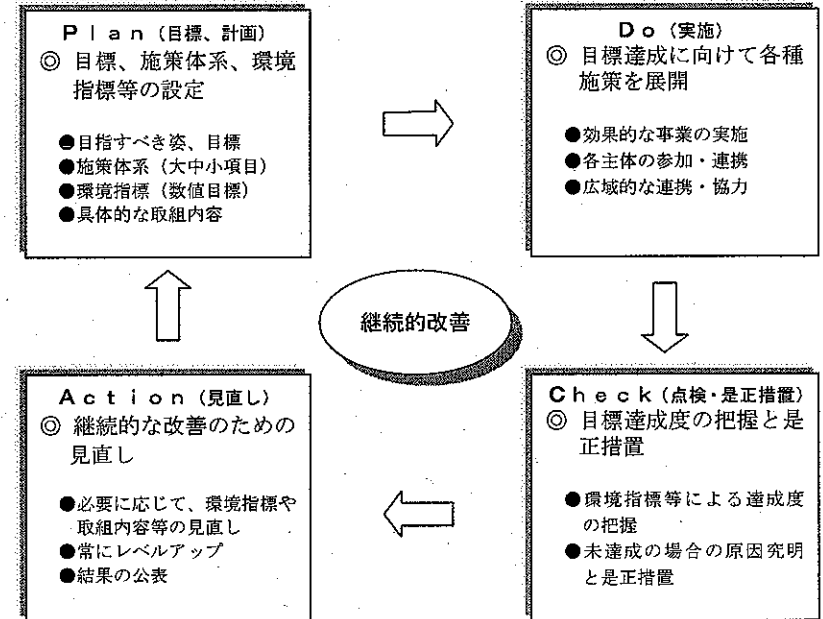 Ｐｌａｎ（目標、計画）
◎ 目標、施策体系、環境
指標等の設定
●目指すべき姿、目標
●施策体系（大中小項目）
●環境指標（数値目標）
●具体的な取組内容
Ｄｏ（実施）
◎ 目標達成に向けて各種
施策を展開
●効果的な事業の実施
●各主体の参加・連携
●広域的な連携・協力
継続的改善
Ａｃｔｉｏｎ（見直し）
◎ 継続的な改善のための
見直し
●必要に応じて、環境指標や
取組内容等の見直し
●常にレベルアップ
●結果の公表
Ｃｈｅｃｋ（点検・是正措置）
◎ 目標達成度の把握と是
正措置
●環境指標等による達成度
の把握
●未達成の場合の原因究明
と是正措置